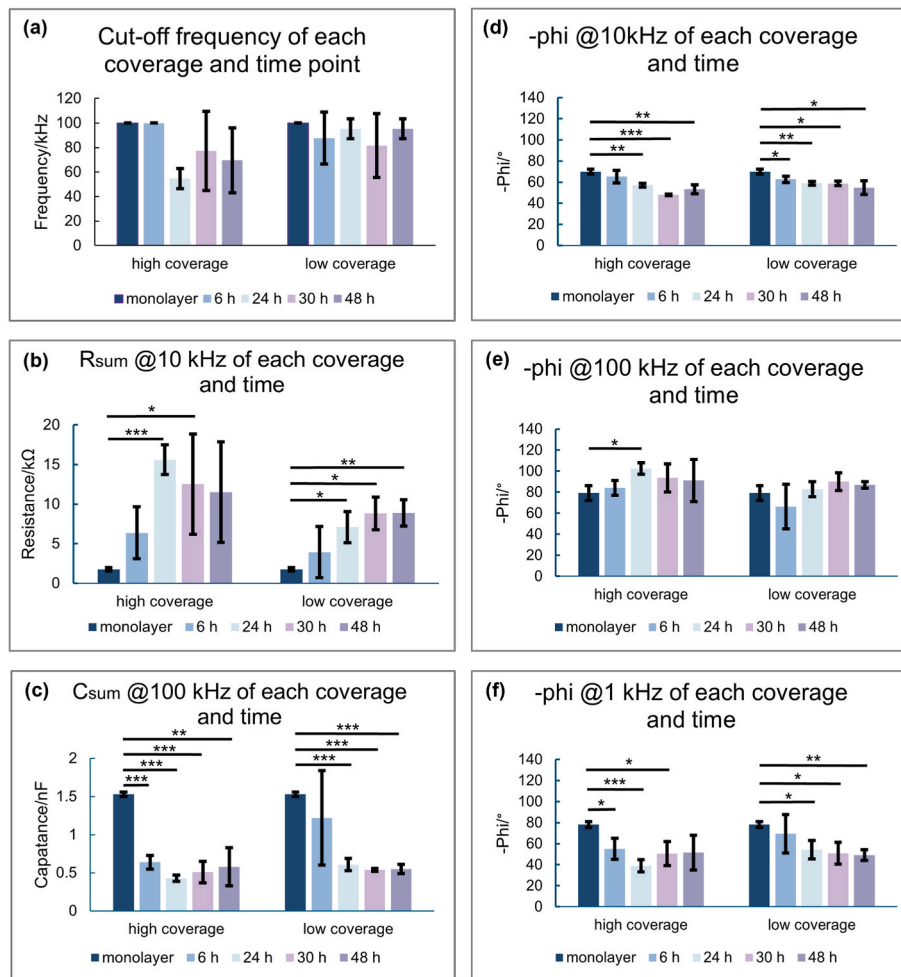 (a)
Cut-off frequency of each
coverage and time point
Frequency/kHz
120
100
80
60
40
20
0
high coverage
low coverage
monolayer 6 h 24 h 30 h 48 h
(b)
Rsum @10 kHz of each coverage
and time
Resistance/kΩ
20
15
10
5
0
*
***
**
*
*
high coverage
low coverage
monolayer 6 h 24 h 30 h 48 h
(c)
Csum @100 kHz of each coverage
and time
Capatance/nF
2
1.5
1
0.5
0
**
***
***
***
***
***
***
high coverage
low coverage
monolayer 6 h 24 h 30 h 48 h
(d)
-phi @10kHz of each coverage
and time
-Phi/°
140
120
100
80
60
40
20
0
**
***
**
*
*
**
*
high coverage
low coverage
monolayer 6 h 24 h 30 h 48 h
(e)
-phi @100 kHz of each coverage
and time
-Phi/°
140
120
100
80
60
40
20
0
*
high coverage
low coverage
monolayer 6 h 24 h 30 h 48 h
(f)
-phi @1 kHz of each coverage
and time
-Phi/°
140
120
100
80
60
40
20
0
*
***
*
**
*
*
high coverage
low coverage
monolayer 6 h 24 h 30 h 48 h